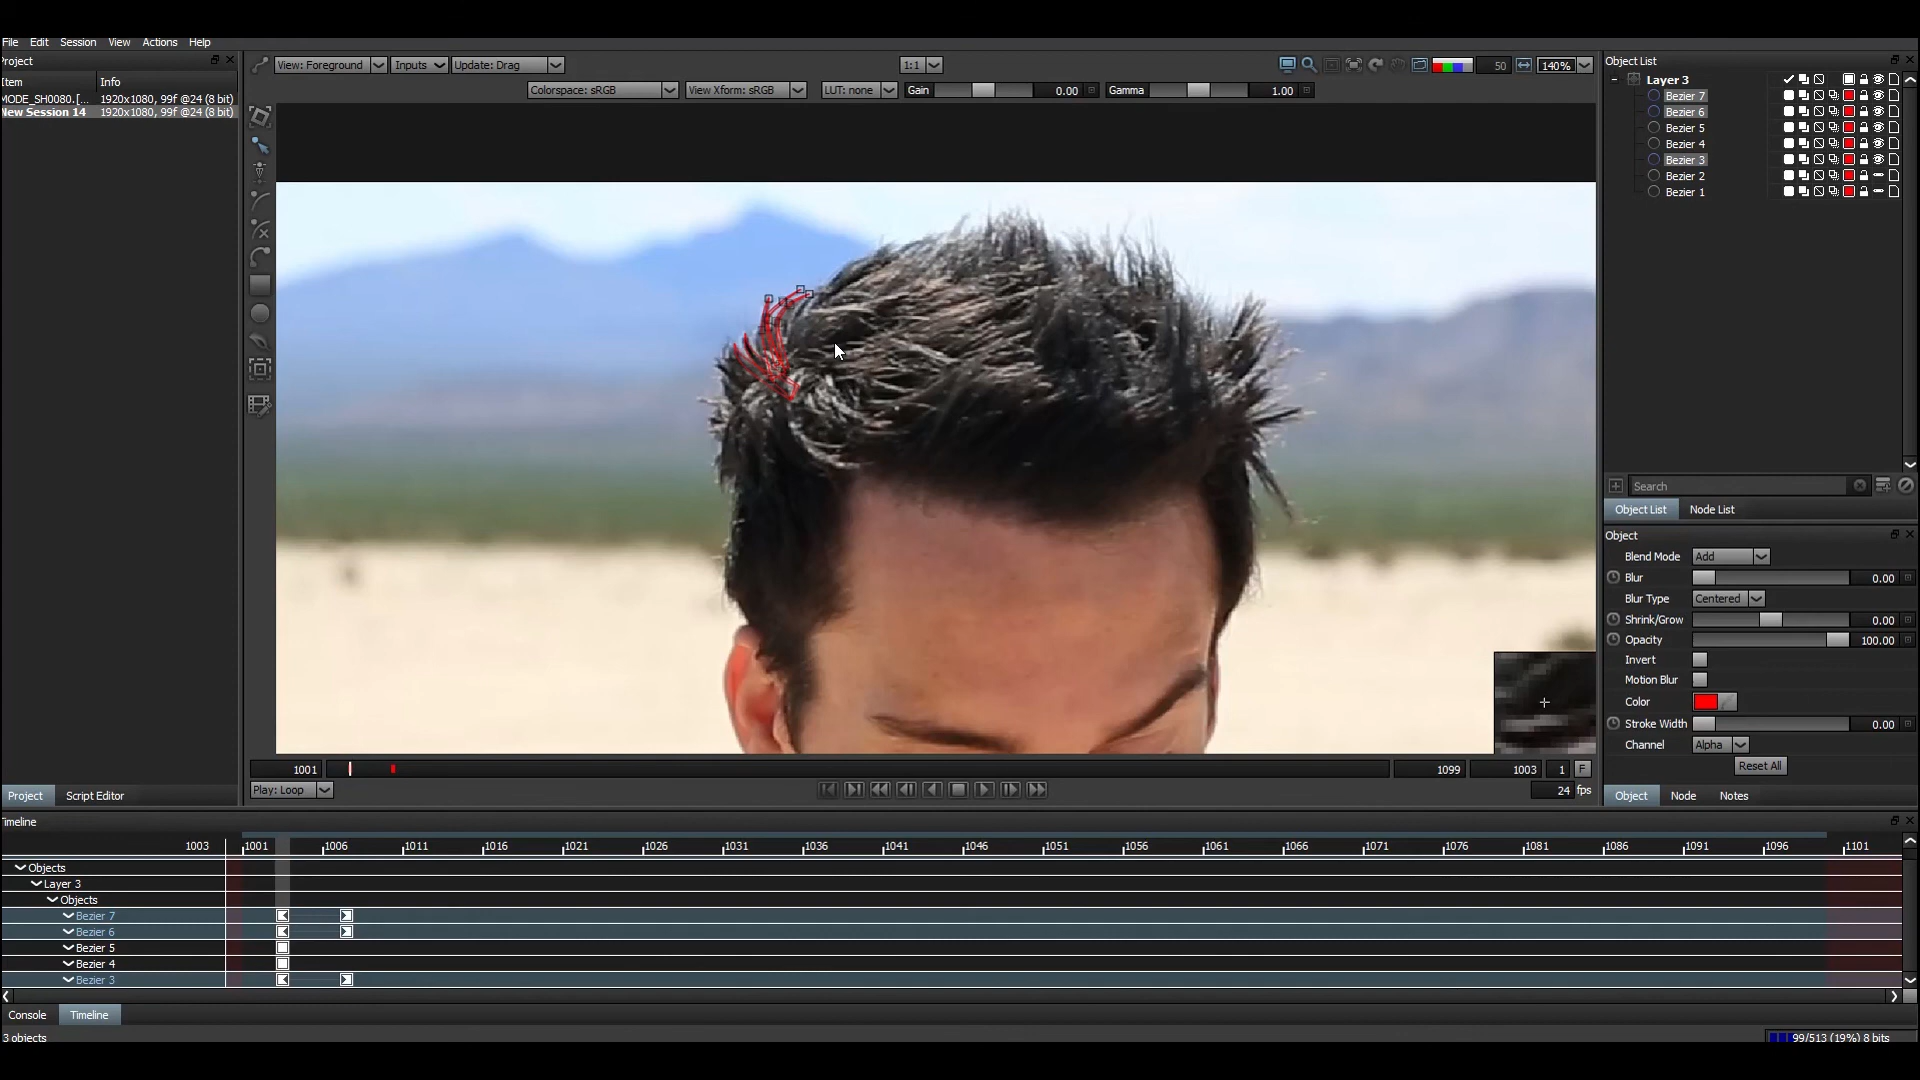 File Edit Session View Actions Help
Project
Item Info
MODE_SH0080.[... 1920x1080, 99f @24 (8 bit)
New Session 14 1920x1080, 99f @24 (8 bit)
View: Foreground Inputs Update: Drag 1:1 50 140%
Colorspace: sRGB View Xform: sRGB LUT: none Gain 0.00 Gamma 1.00
Object List
Layer 3
Bezier 7
Bezier 6
Bezier 5
Bezier 4
Bezier 3
Bezier 2
Bezier 1
Search
Object List Node List
Object
Blend Mode Add
Blur 0.00
Blur Type Centered
Shrink/Grow 0.00
Opacity 100.00
Invert
Motion Blur
Color
Stroke Width 0.00
Channel Alpha
Reset All
Object Node Notes
1001 1099 1003 1 F
Play: Loop 24 fps
Project Script Editor
Timeline
1003 1001 1006 1011 1016 1021 1026 1031 1036 1041 1046 1051 1056 1061 1066 1071 1076 1081 1086 1091 1096 1101
Objects
Layer 3
Objects
Bezier 7
Bezier 6
Bezier 5
Bezier 4
Bezier 3
Console Timeline
3 objects 99/513 (19%) 8 bits